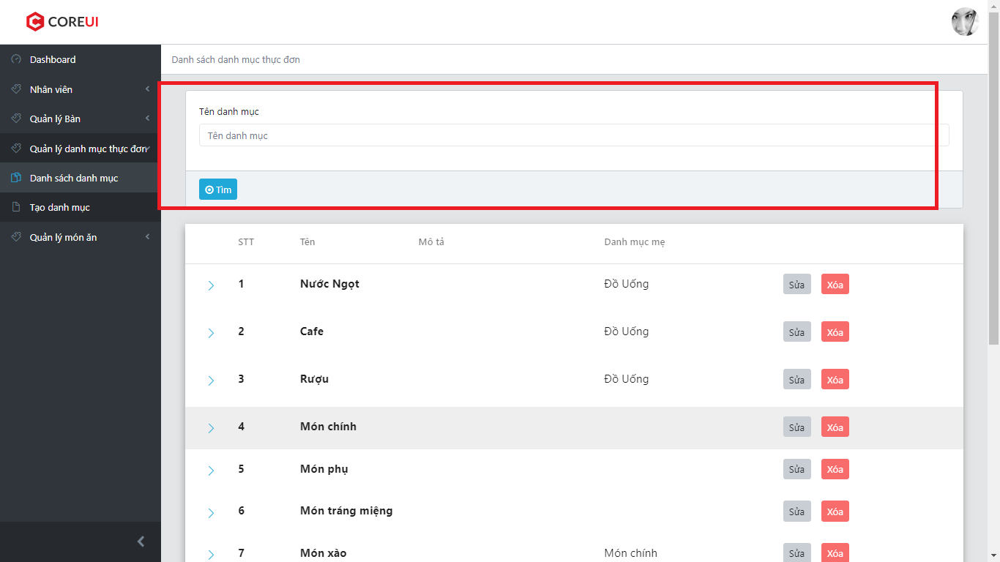 COREUI
Dashboard
Nhân viên
Quản lý Bàn
Quản lý danh mục thực đơn
Danh sách danh mục
Tạo danh mục
Quản lý món ăn
Danh sách danh mục thực đơn
Tên danh mục
Tên danh mục
Tìm
STT Tên Mô tả Danh mục mẹ
1 Nước Ngọt Đồ Uống Sửa Xóa
2 Cafe Đồ Uống Sửa Xóa
3 Rượu Đồ Uống Sửa Xóa
4 Món chính Sửa Xóa
5 Món phụ Sửa Xóa
6 Món tráng miệng Sửa Xóa
7 Món xào Món chính Sửa Xóa